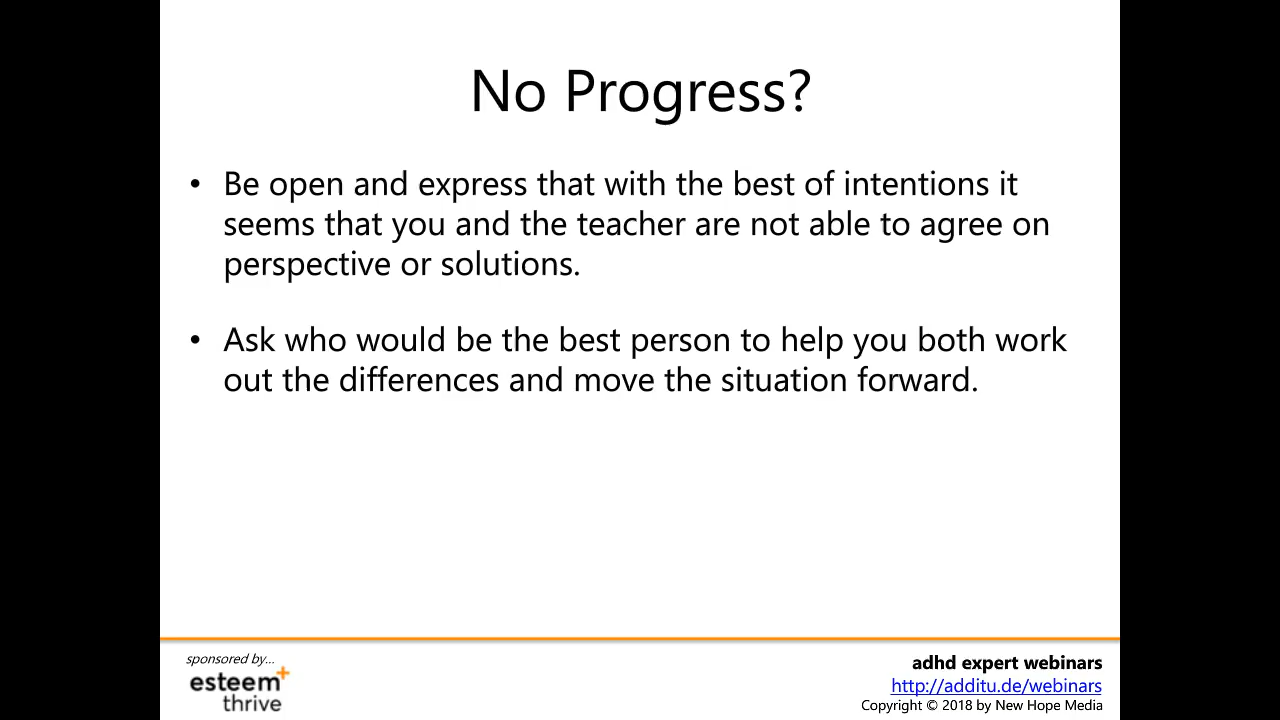 No Progress?
• Be open and express that with the best of intentions it
seems that you and the teacher are not able to agree on
perspective or solutions.
• Ask who would be the best person to help you both work
out the differences and move the situation forward.
sponsored by...
esteem+
thrive
adhd expert webinars
http://additu.de/webinars
Copyright © 2018 by New Hope Media